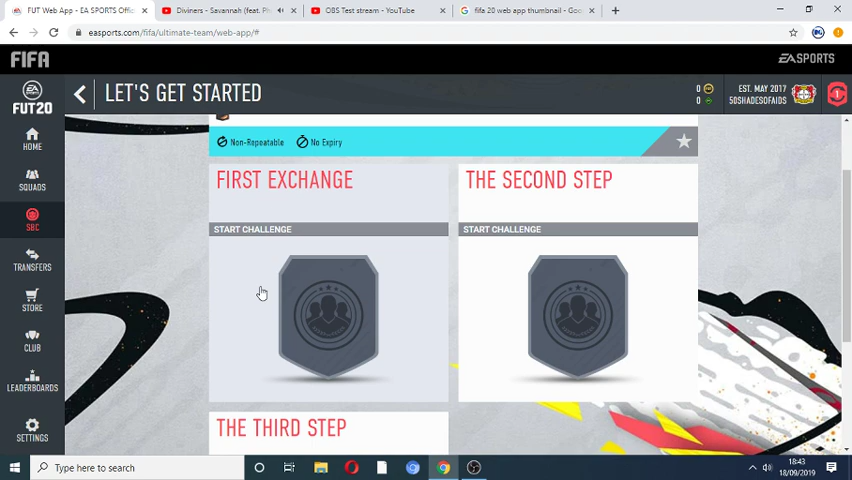 FUT Web App - EA SPORTS Offic
Diviners - Savannah (feat. Ph
OBS Test stream - YouTube
fifa 20 web app thumbnail - Goo
easports.com/fifa/ultimate-team/web-app/#
FIFA
EA SPORTS
FUT20
LET'S GET STARTED
0
0
EST. MAY 2017
5OSHADESOFAIDS
1
HOME
SQUADS
SBC
TRANSFERS
STORE
CLUB
LEADERBOARDS
SETTINGS
Non-Repeatable
No Expiry
FIRST EXCHANGE
START CHALLENGE
THE SECOND STEP
START CHALLENGE
THE THIRD STEP
Type here to search
18:43
18/09/2019